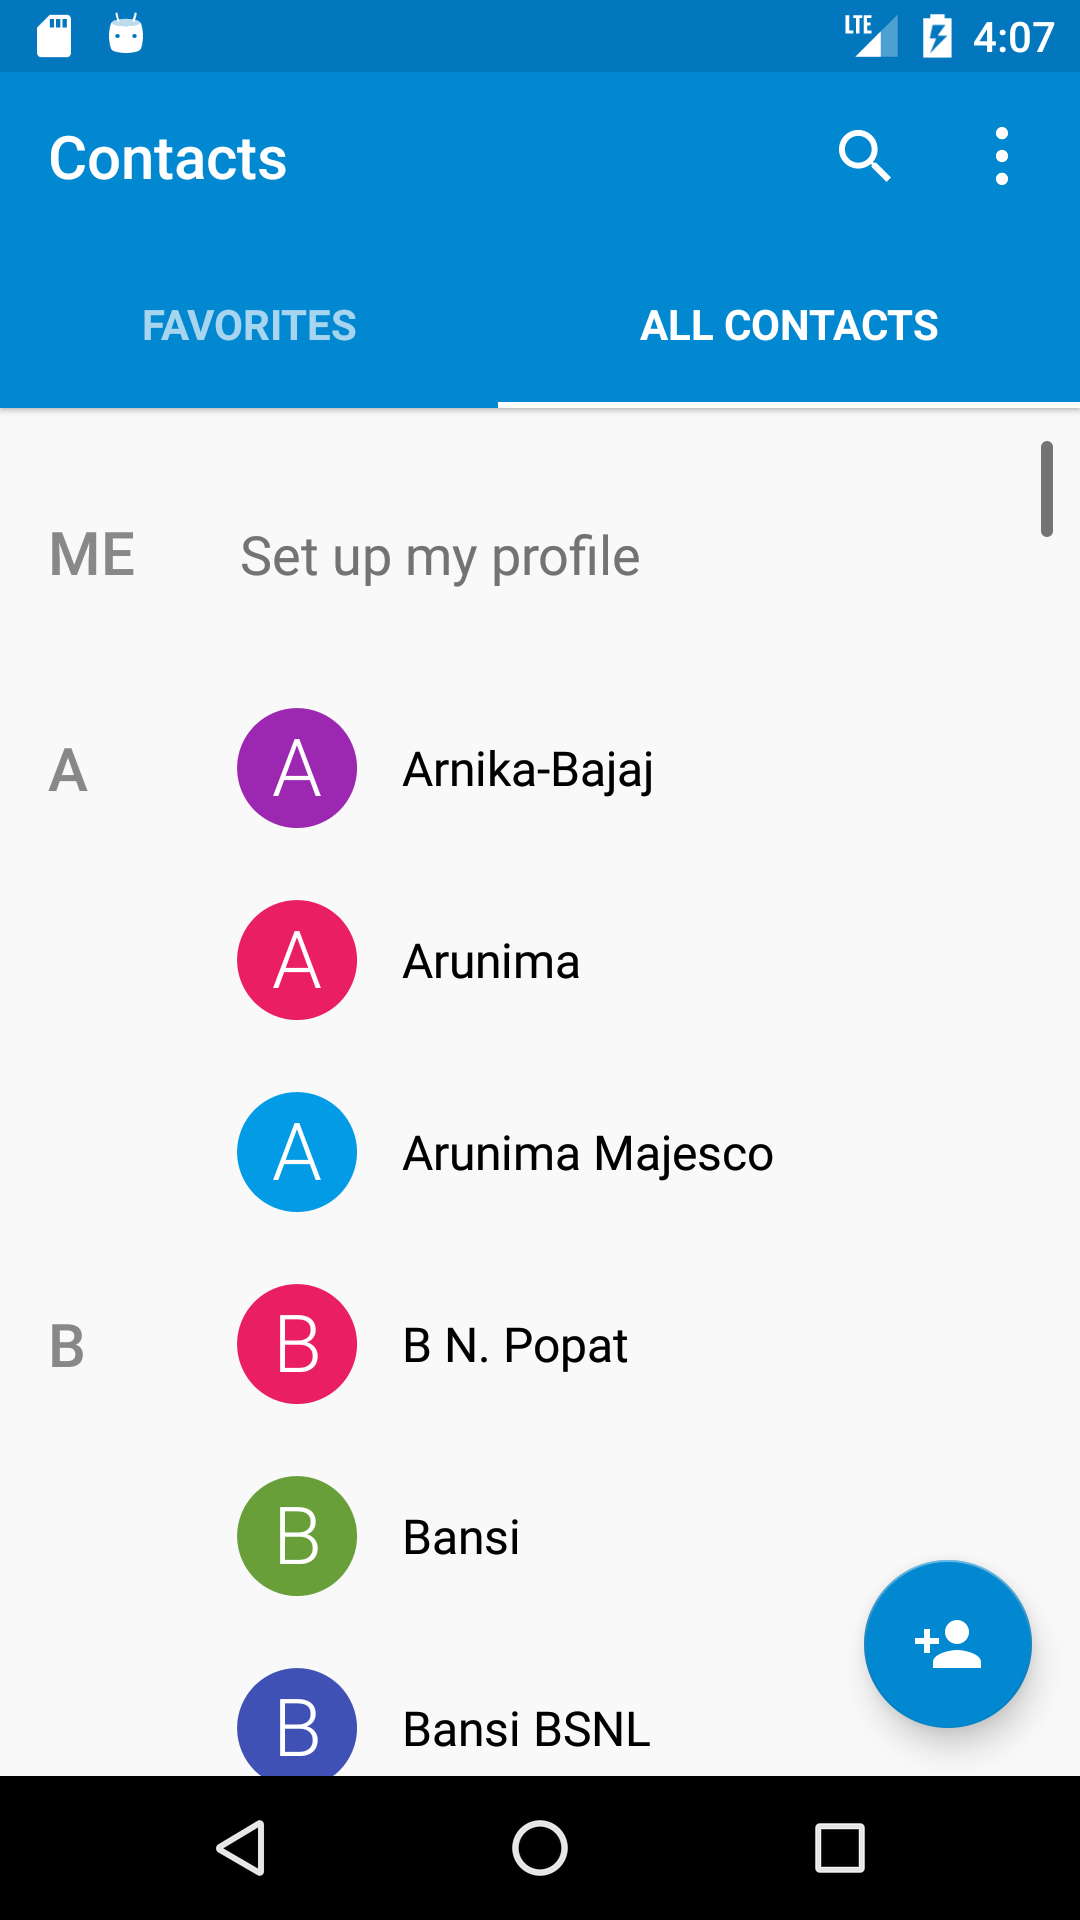 LTE 4:07
Contacts
FAVORITES ALL CONTACTS
ME Set up my profile
A A Arnika-Bajaj
A Arunima
A Arunima Majesco
B B B N. Popat
B Bansi
B Bansi BSNL